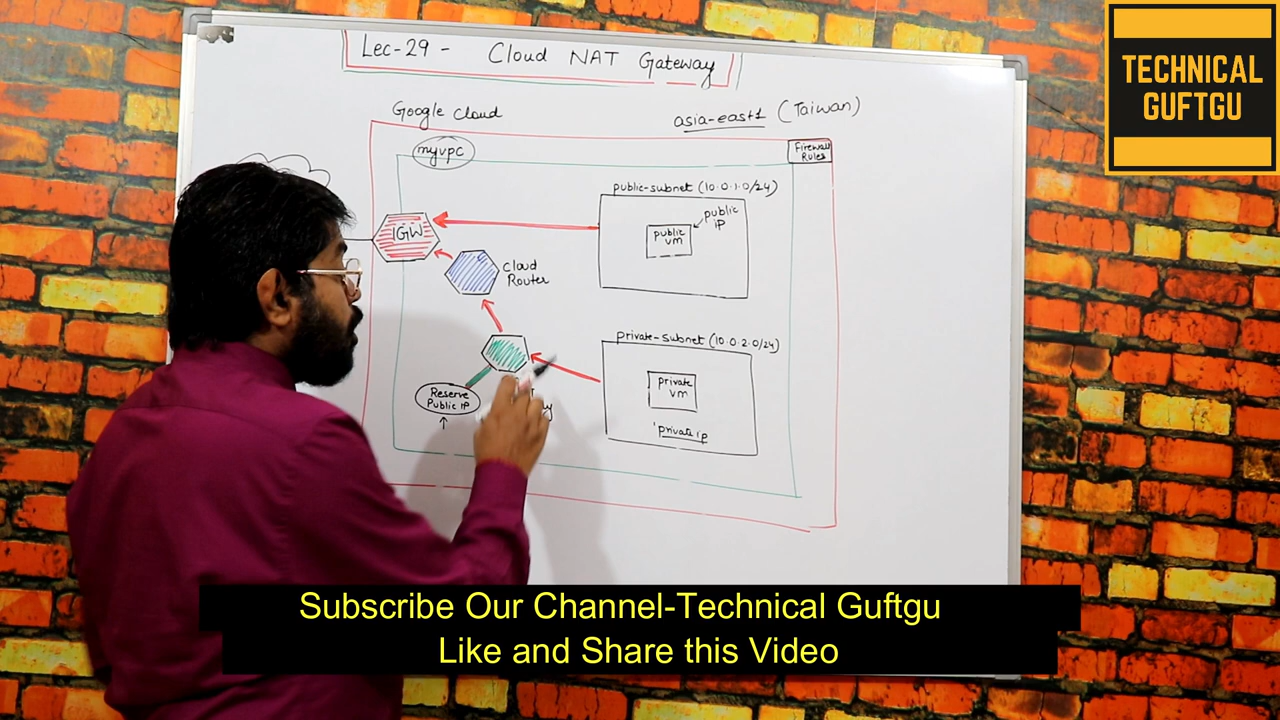 Lec-29 - Cloud NAT Gateway
TECHNICAL
GUFTGU
Google Cloud
asia-east1 (Taiwan)
myvpc
Firewall
Rules
public-subnet (10.0.1.0/24)
public
IP
public
vm
IGW
Cloud
Router
private-subnet (10.0.2.0/24)
private
vm
private ip
Reserve
Public IP
Subscribe Our Channel-Technical Guftgu
Like and Share this Video